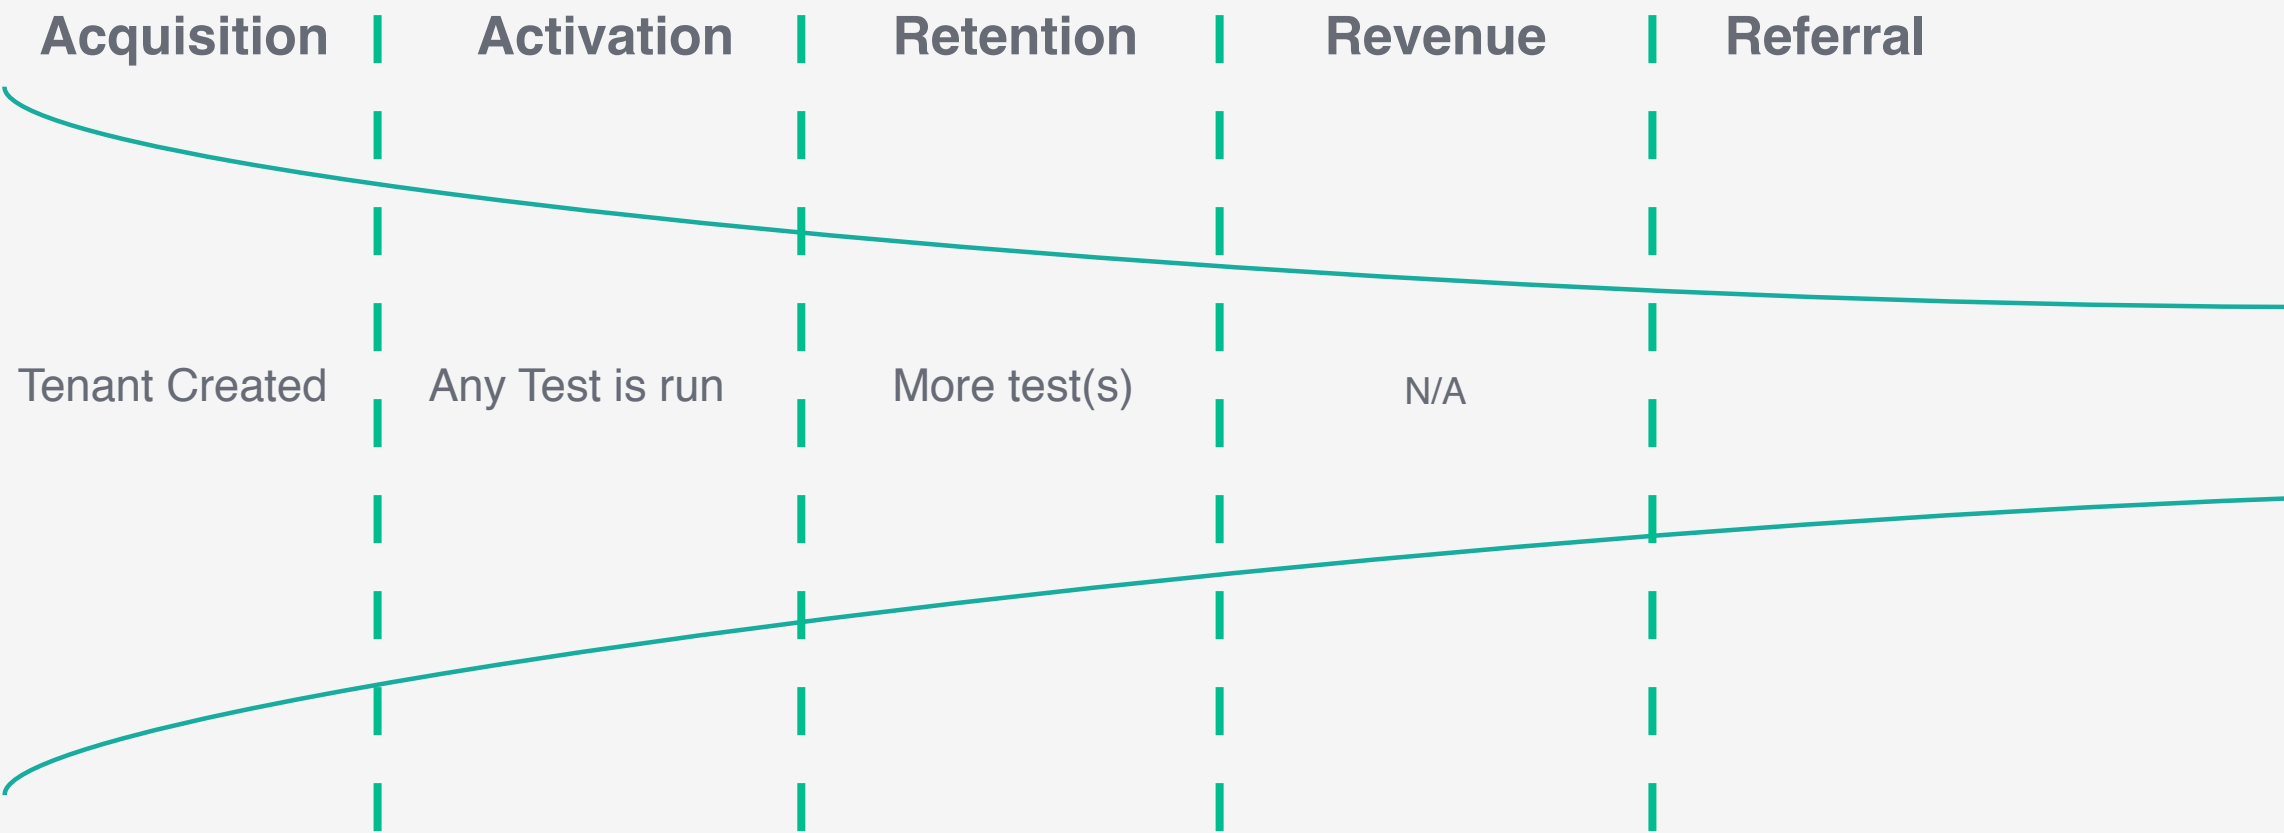 Acquisition
Activation
Retention
Revenue
Referral
Tenant Created
Any Test is run
More test(s)
N/A